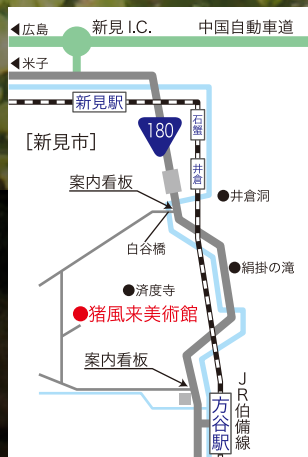 ◀広島
新見 I.C.
中国自動車道
◀米子
新見駅
石蟹
180
[新見市]
井倉
案内看板
●井倉洞
白谷橋
●絹掛の滝
●済度寺
●猪風来美術館
案内看板
JR伯備線
方谷駅